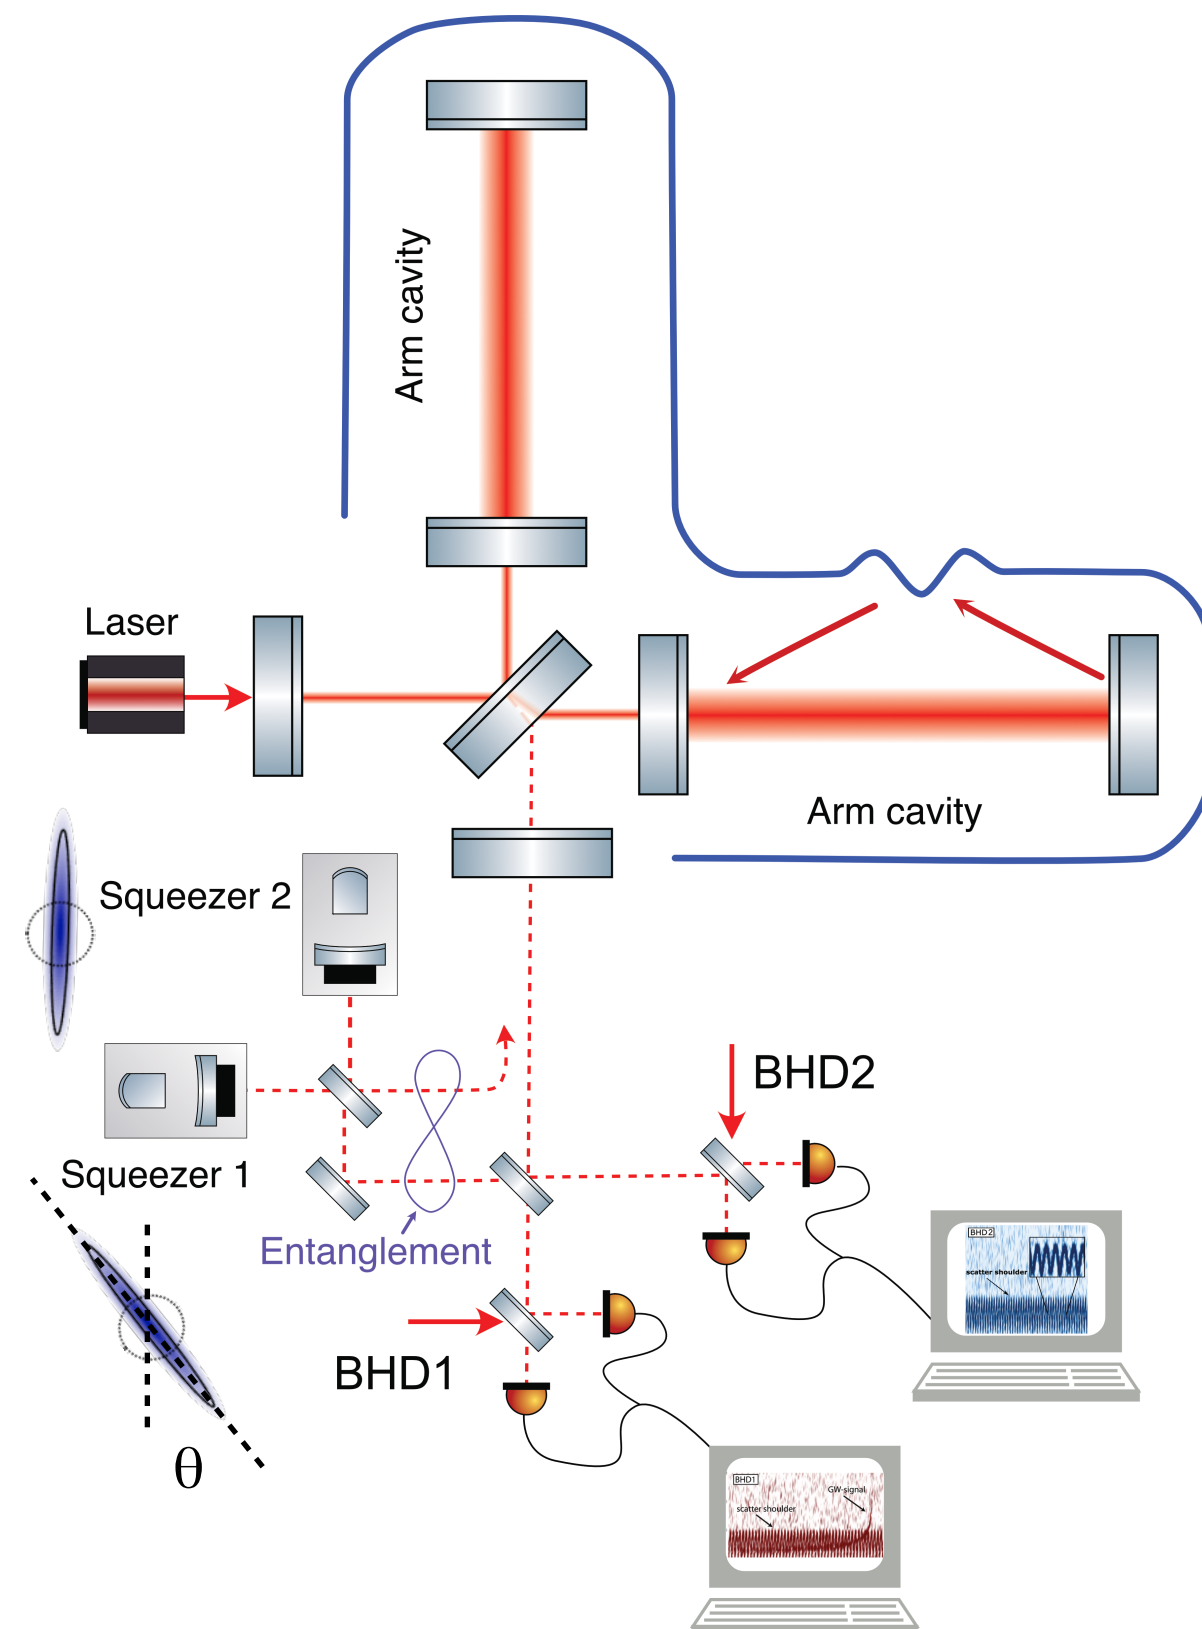 Arm cavity
Laser
Arm cavity
Squeezer 2
BHD2
Squeezer 1
Entanglement
BHD2
scatter shoulder
BHD1
θ
BHD1
GW-signal
scatter shoulder